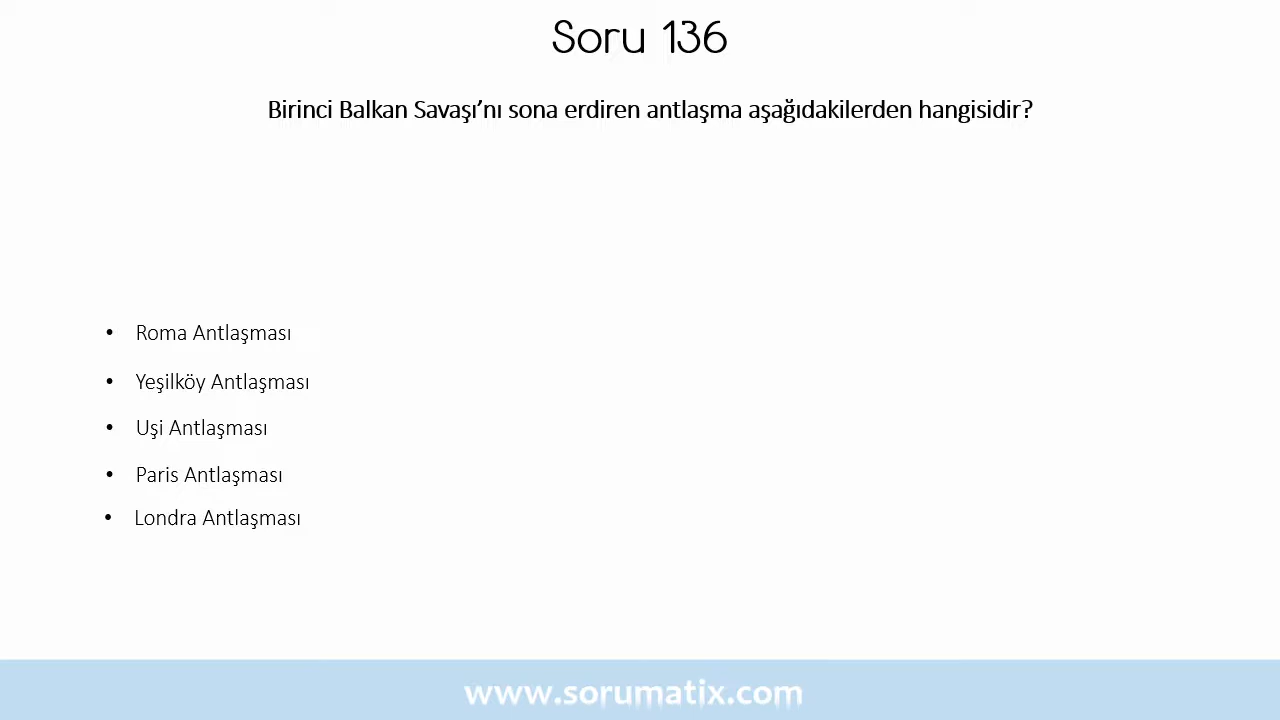 Soru 136
Birinci Balkan Savaşı’nı sona erdiren antlaşma aşağıdakilerden hangisidir?
• Roma Antlaşması
• Yeşilköy Antlaşması
• Uşi Antlaşması
• Paris Antlaşması
• Londra Antlaşması
www.sorumatix.com